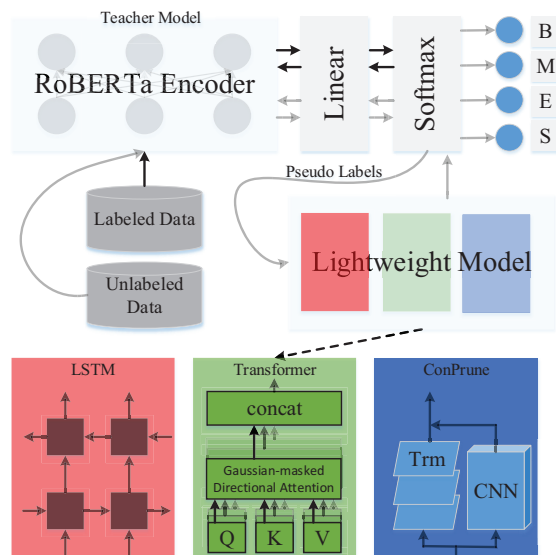 Teacher Model
RoBERTa Encoder
Linear
Softmax
B
M
E
S
Pseudo Labels
Labeled Data
Unlabeled
Data
Lightweight Model
LSTM
Transformer
concat
Gaussian-masked
Directional Attention
Q
K
V
ConPrune
Trm
CNN